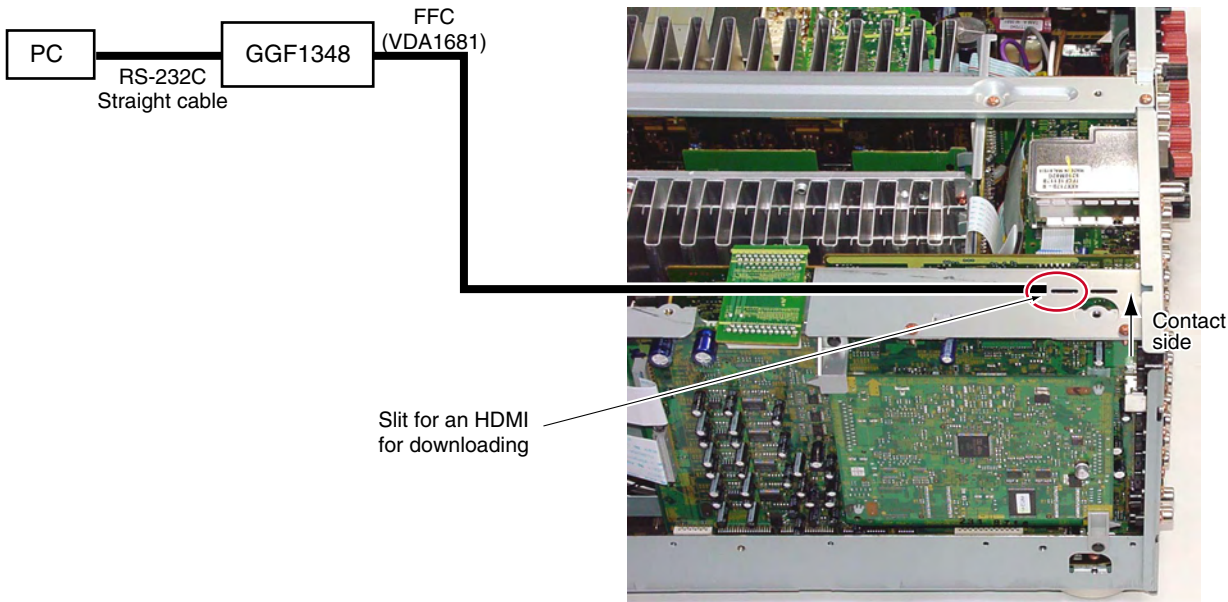 PC
RS-232C
Straight cable
GGF1348
FFC
(VDA1681)
Contact
side
Slit for an HDMI
for downloading